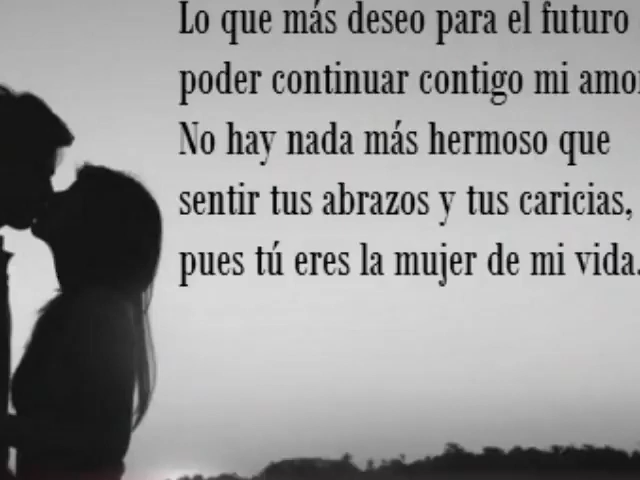 Lo que más deseo para el futuro
poder continuar contigo mi amor
No hay nada más hermoso que
sentir tus abrazos y tus caricias,
pues tú eres la mujer de mi vida.